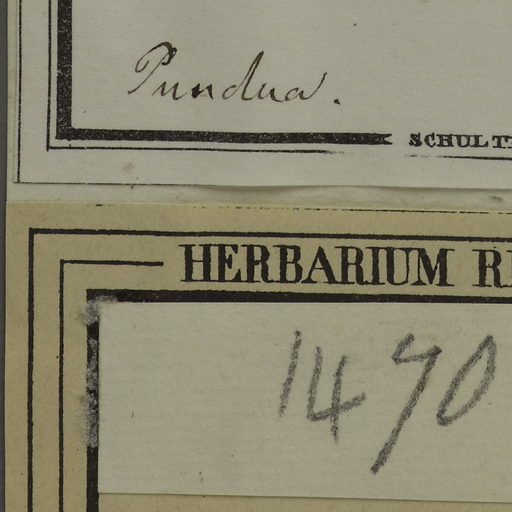 Pundua.
SCHULT
HERBARIUM R
1470